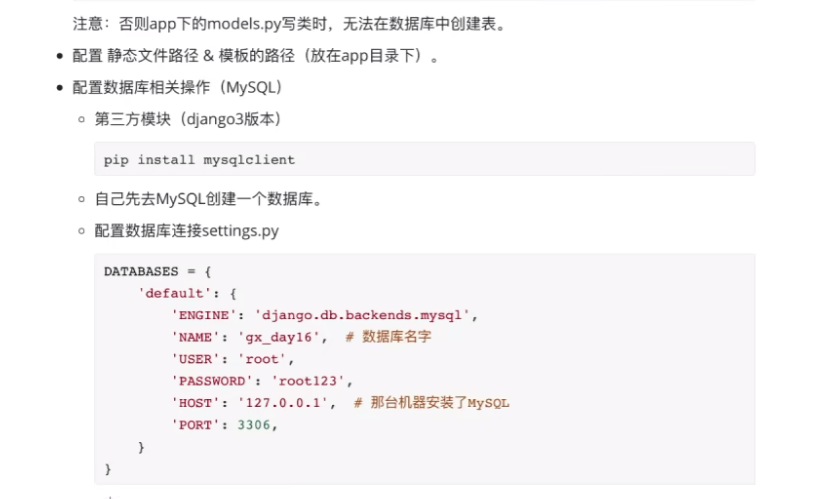 注意：否则app下的models.py写类时，无法在数据库中创建表。
配置 静态文件路径 & 模板的路径（放在app目录下）。
配置数据库相关操作（MySQL）
第三方模块（django3版本）
pip install mysqlclient
自己先去MySQL创建一个数据库。
配置数据库连接settings.py
DATABASES = {
    'default': {
        'ENGINE': 'django.db.backends.mysql',
        'NAME': 'gx_day16',  # 数据库名字
        'USER': 'root',
        'PASSWORD': 'root123',
        'HOST': '127.0.0.1',  # 那台机器安装了MySQL
        'PORT': 3306,
    }
}